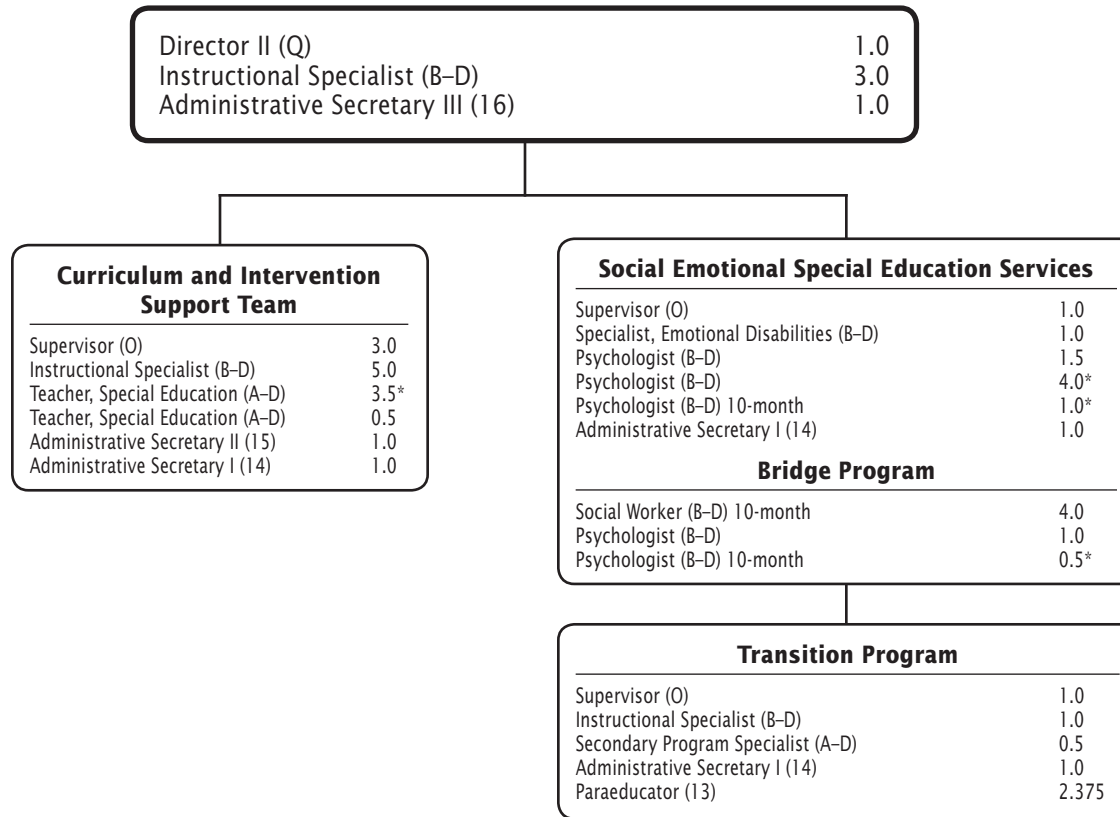 Director II (Q) 1.0
Instructional Specialist (B–D) 3.0
Administrative Secretary III (16) 1.0
Curriculum and Intervention
Support Team
Supervisor (O) 3.0
Instructional Specialist (B–D) 5.0
Teacher, Special Education (A–D) 3.5*
Teacher, Special Education (A–D) 0.5
Administrative Secretary II (15) 1.0
Administrative Secretary I (14) 1.0
Social Emotional Special Education Services
Supervisor (O) 1.0
Specialist, Emotional Disabilities (B–D) 1.0
Psychologist (B–D) 1.5
Psychologist (B–D) 4.0*
Psychologist (B–D) 10-month 1.0*
Administrative Secretary I (14) 1.0
Bridge Program
Social Worker (B–D) 10-month 4.0
Psychologist (B–D) 1.0
Psychologist (B–D) 10-month 0.5*
Transition Program
Supervisor (O) 1.0
Instructional Specialist (B–D) 1.0
Secondary Program Specialist (A–D) 0.5
Administrative Secretary I (14) 1.0
Paraeducator (13) 2.375